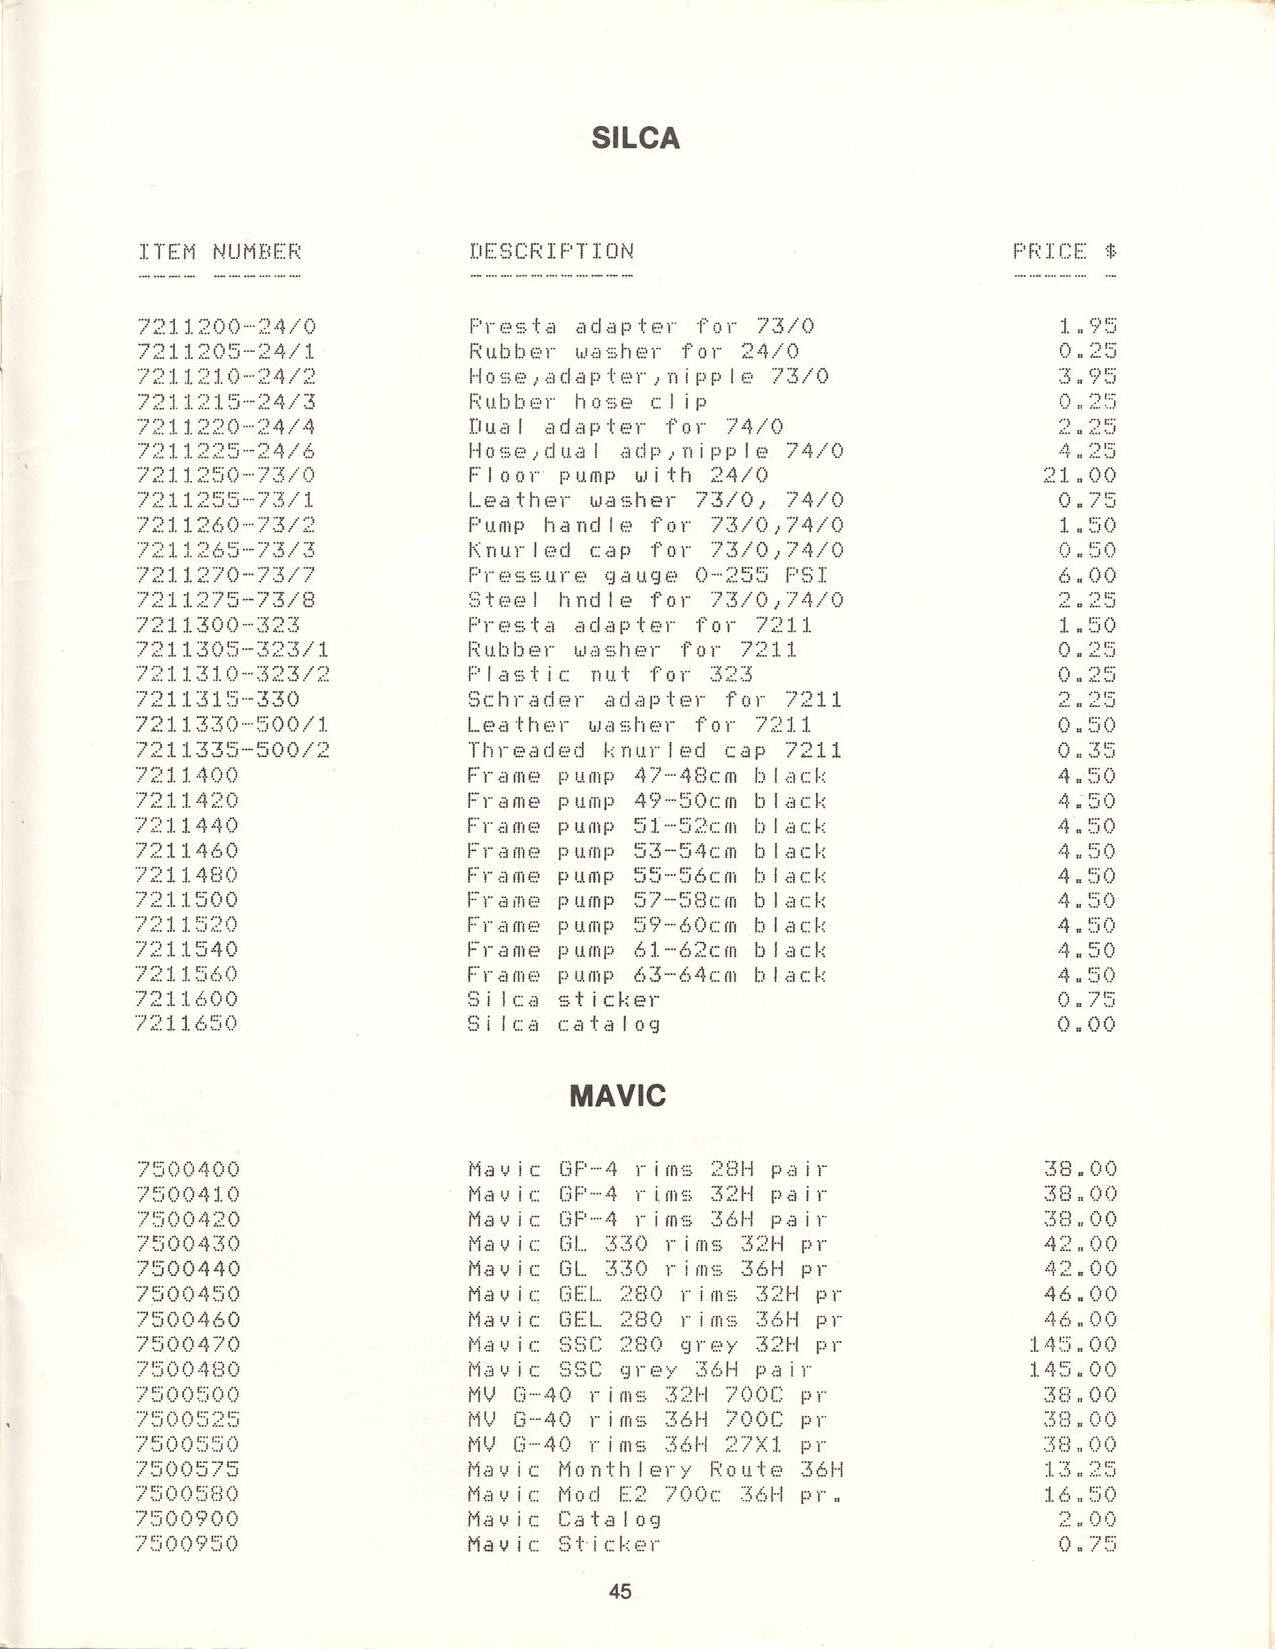 SILCA
ITEM NUMBER DESCRIPTION PRICE $
7211200-24/0 Presta adapter for 73/0 1.95
7211205-24/1 Rubber washer for 24/0 0.25
7211210-24/2 Hose,adapter,nipple 73/0 3.95
7211215-24/3 Rubber hose clip 0.25
7211220-24/4 Dual adapter for 74/0 2.25
7211225-24/6 Hose,dual adp,nipple 74/0 4.25
7211250-73/0 Floor pump with 24/0 21.00
7211255-73/1 Leather washer 73/0, 74/0 0.75
7211260-73/2 Pump handle for 73/0,74/0 1.50
7211265-73/3 Knurled cap for 73/0,74/0 0.50
7211270-73/7 Pressure gauge 0-255 PSI 6.00
7211275-73/8 Steel hndle for 73/0,74/0 2.25
7211300-323 Presta adapter for 7211 1.50
7211305-323/1 Rubber washer for 7211 0.25
7211310-323/2 Plastic nut for 323 0.25
7211315-330 Schrader adapter for 7211 2.25
7211330-500/1 Leather washer for 7211 0.50
7211335-500/2 Threaded knurled cap 7211 0.35
7211400 Frame pump 47-48cm black 4.50
7211420 Frame pump 49-50cm black 4.50
7211440 Frame pump 51-52cm black 4.50
7211460 Frame pump 53-54cm black 4.50
7211480 Frame pump 55-56cm black 4.50
7211500 Frame pump 57-58cm black 4.50
7211520 Frame pump 59-60cm black 4.50
7211540 Frame pump 61-62cm black 4.50
7211560 Frame pump 63-64cm black 4.50
7211600 Silca sticker 0.75
7211650 Silca catalog 0.00
MAVIC
7500400 Mavic GP-4 rims 28H pair 38.00
7500410 Mavic GP-4 rims 32H pair 38.00
7500420 Mavic GP-4 rims 36H pair 38.00
7500430 Mavic GL 330 rims 32H pr 42.00
7500440 Mavic GL 330 rims 36H pr 42.00
7500450 Mavic GEL 280 rims 32H pr 46.00
7500460 Mavic GEL 280 rims 36H pr 46.00
7500470 Mavic SSC 280 grey 32H pr 145.00
7500480 Mavic SSC grey 36H pair 145.00
7500500 MV G-40 rims 32H 700C pr 38.00
7500525 MV G-40 rims 36H 700C pr 38.00
7500550 MV G-40 rims 36H 27X1 pr 38.00
7500575 Mavic Monthlery Route 36H 13.25
7500580 Mavic Mod E2 700c 36H pr. 16.50
7500900 Mavic Catalog 2.00
7500950 Mavic Sticker 0.75
45